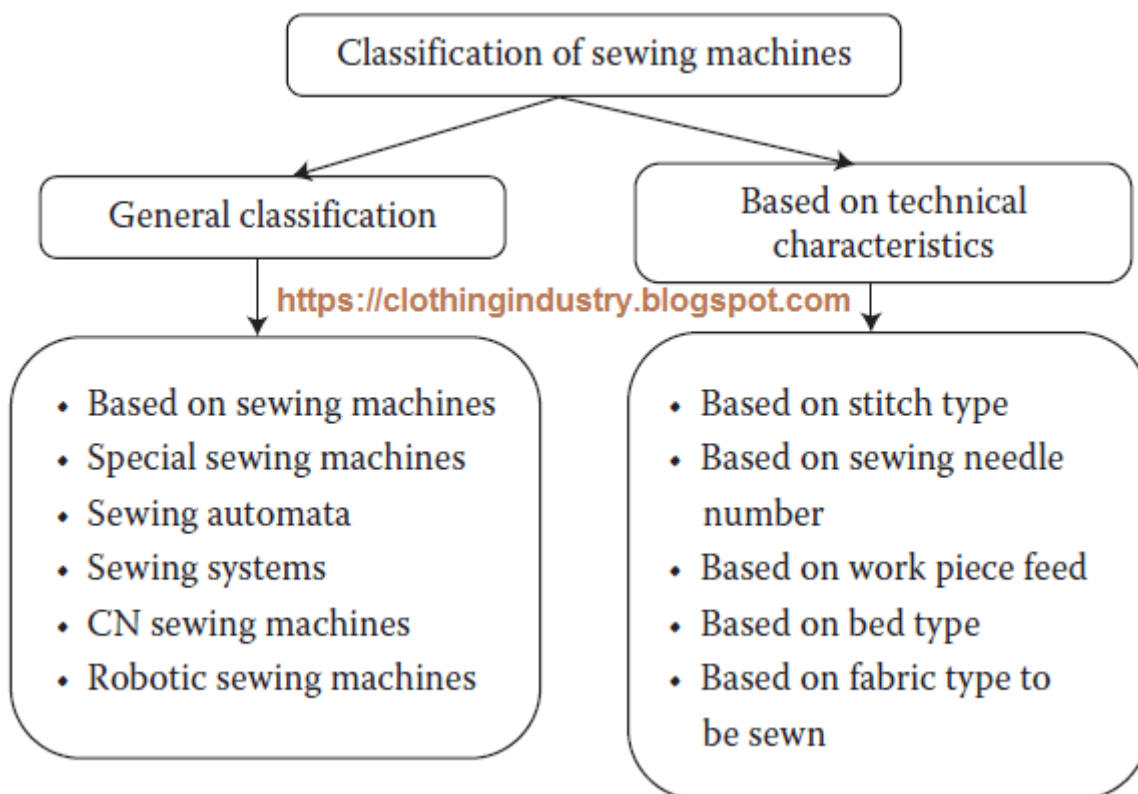 Classification of sewing machines
General classification
Based on technical
characteristics
https://clothingindustry.blogspot.com
• Based on sewing machines
• Special sewing machines
• Sewing automata
• Sewing systems
• CN sewing machines
• Robotic sewing machines
• Based on stitch type
• Based on sewing needle
number
• Based on work piece feed
• Based on bed type
• Based on fabric type to
be sewn